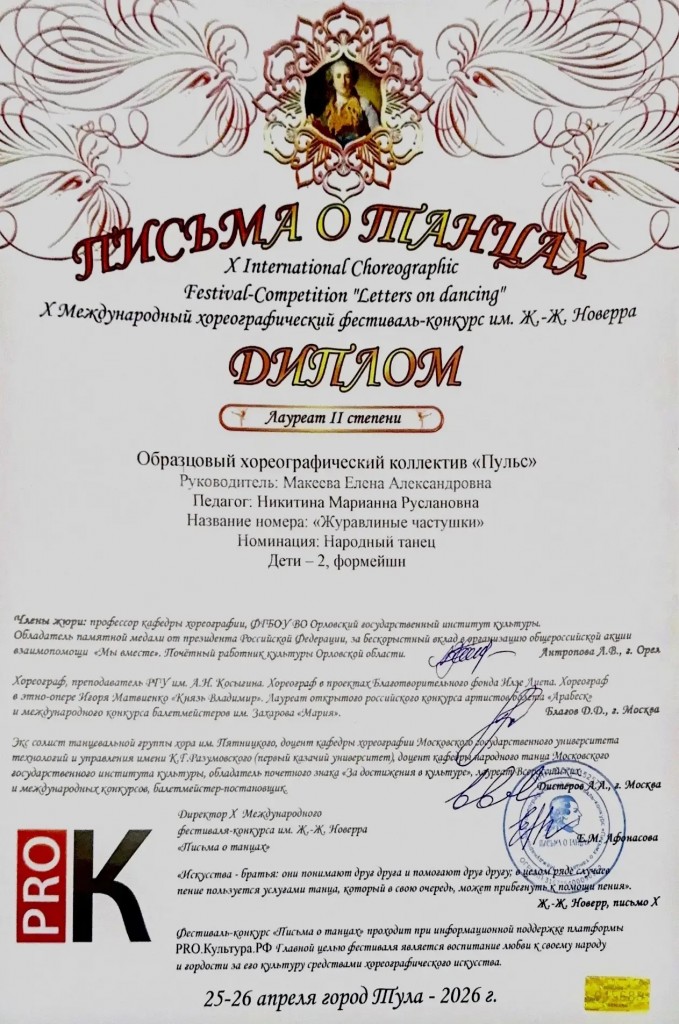 ПИСЬМА О ТАНЦАХ
X International Choreographic
Festival-Competition "Letters on dancing"
X Международный хореографический фестиваль-конкурс им. Ж.-Ж. Новерра
ДИПЛОМ
Лауреат II степени
Образцовый хореографический коллектив «Пульс»
Руководитель: Макеева Елена Александровна
Педагог: Никитина Марианна Руслановна
Название номера: «Журавлиные частушки»
Номинация: Народный танец
Дети – 2, формейшн
Члены жюри: профессор кафедры хореографии, ФГБОУ ВО Орловский государственный институт культуры.
Обладатель памятной медали от президента Российской Федерации, за бескорыстный вклад в организацию общероссийской акции
взаимопомощи «Мы вместе». Почётный работник культуры Орловской области.
Антропова Л.В., г. Орел
Хореограф, преподаватель РГУ им. А.Н. Косыгина. Хореограф в проектах Благотворительного фонда Илзе Лиепа. Хореограф
в этно-опере Игоря Матвиенко «Князь Владимир». Лауреат открытого российского конкурса артистов балета «Арабеск»
и международного конкурса балетмейстеров им. Захарова «Мария».
Благов Д.D., г. Москва
Экс солист танцевальной группы хора им. Пятницкого, доцент кафедры хореографии Московского государственного университета
технологий и управления имени К.Г.Разумовского (первый казачий университет), доцент кафедры народного танца Московского
государственного института культуры, обладатель почетного знака «За достижения в культуре», лауреат Всероссийских
и международных конкурсов, балетмейстер-постановщик.
Дистеров А.А., г. Москва
Директор X Международного
фестиваля-конкурса им. Ж.-Ж. Новерра
«Письма о танцах»
Е.М. Афонасова
ПИСЬМА О ТАНЦАХ
PRO К
«Искусства - братья: они понимают друг друга и помогают друг другу; в целом ряде случаев
пение пользуется услугами танца, который в свою очередь, может прибегнуть к помощи пения».
Ж.-Ж. Новерр, письмо X
Фестиваль-конкурс «Письма о танцах» проходит при информационной поддержке платформы
PRO.Культура.РФ Главной целью фестиваля является воспитание любви к своему народу
и гордости за его культуру средствами хореографического искусства.
25-26 апреля город Тула - 2026 г.